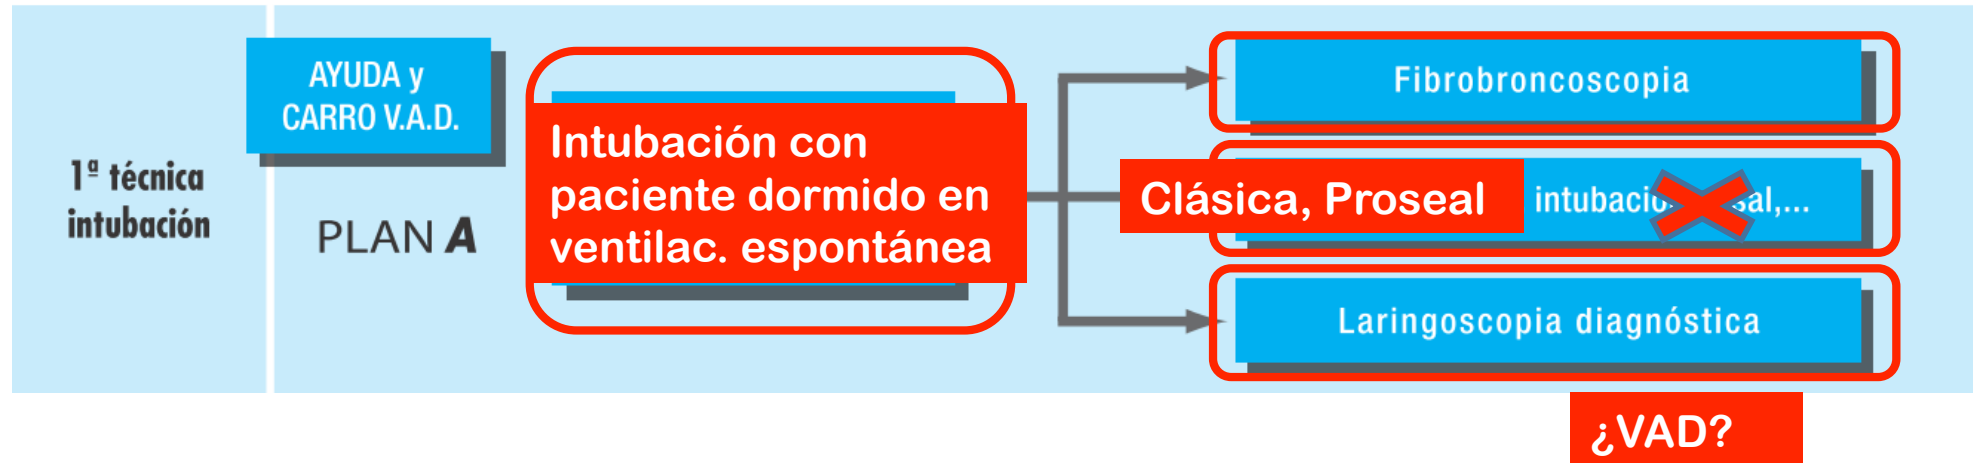 AYUDA y
CARRO V.A.D.
1ª técnica
intubación
PLAN A
Intubación con
paciente dormido en
ventilac. espontánea
Fibrobroncoscopia
Clásica, Proseal
Laringoscopia diagnóstica
¿VAD?